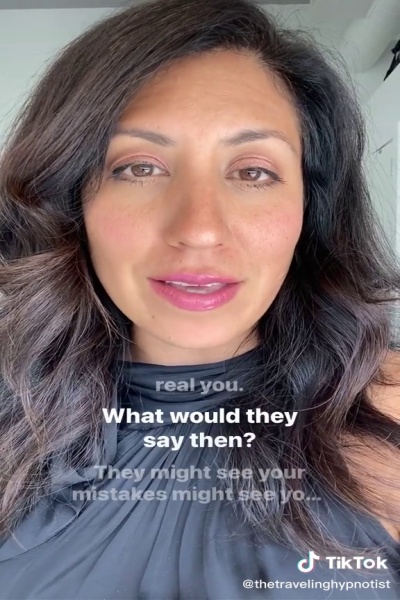 real you.
What would they
say then?
They might see your
mistakes might see yo...
TikTok
@thetravelinghypnotist